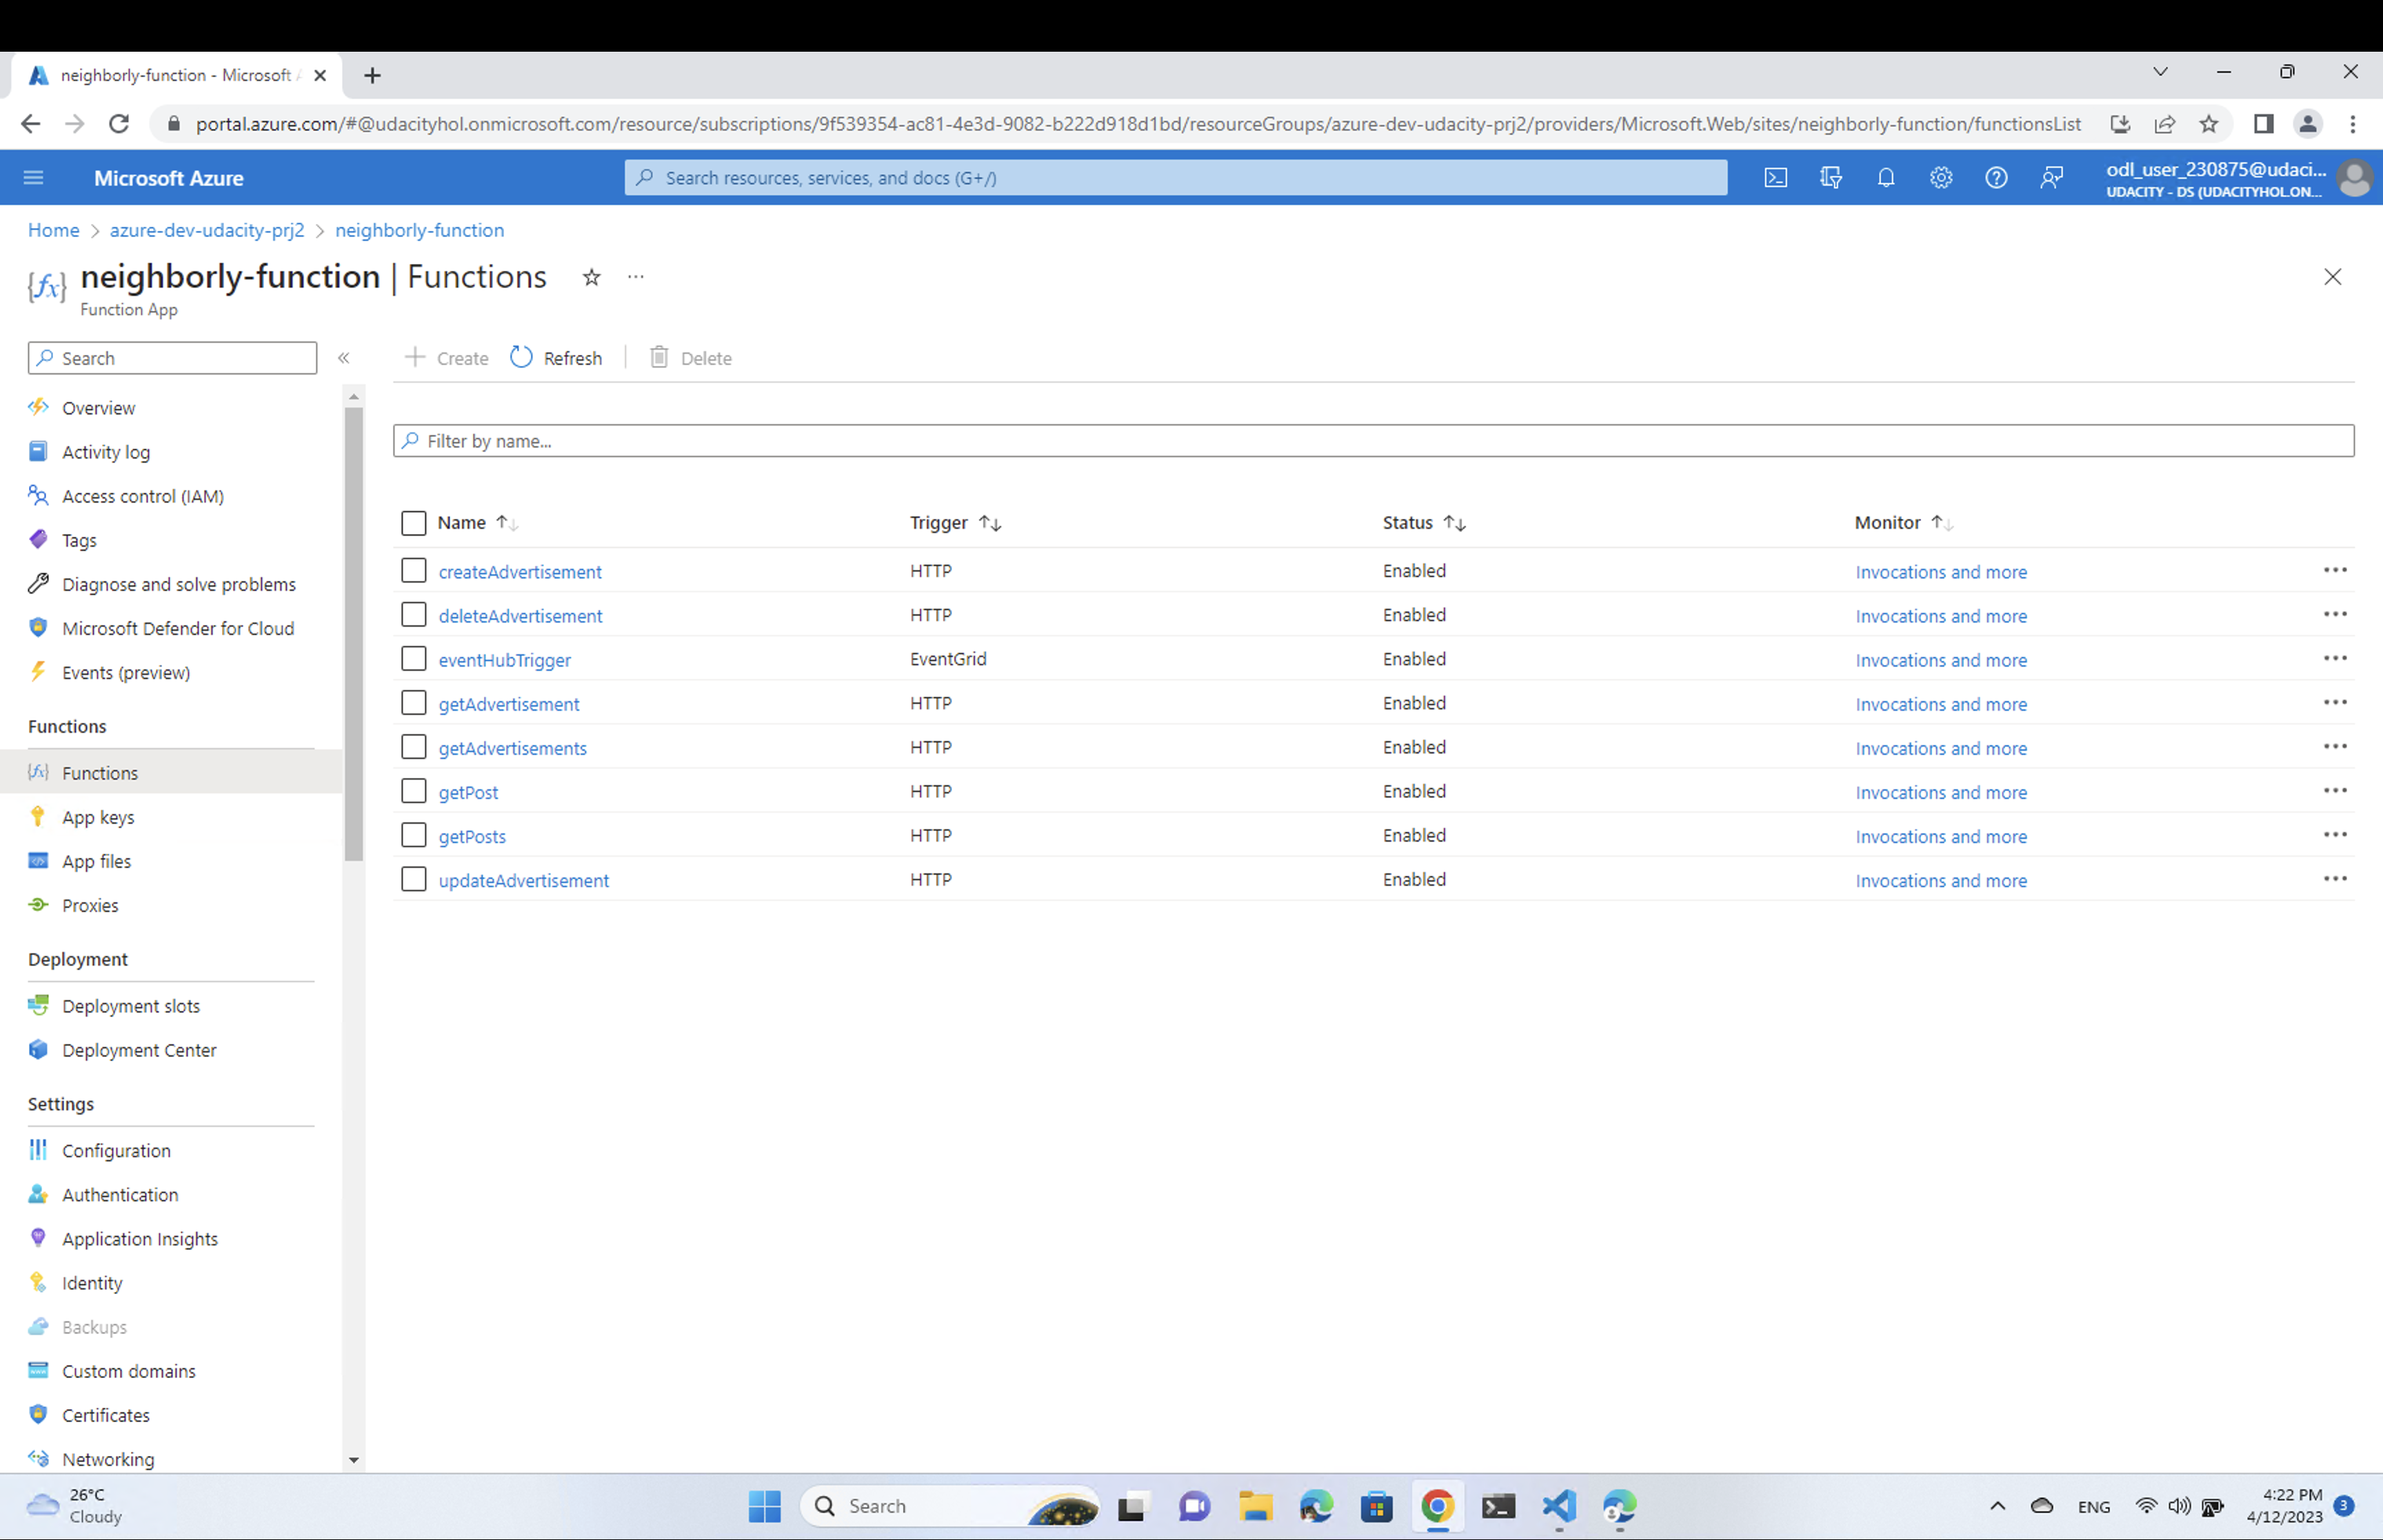 neighborly-function - Microsoft
portal.azure.com/#@udacityhol.onmicrosoft.com/resource/subscriptions/9f539354-ac81-4e3d-9082-b222d918d1bd/resourceGroups/azure-dev-udacity-prj2/providers/Microsoft.Web/sites/neighborly-function/functionsList
Microsoft Azure
Search resources, services, and docs (G+/)
odl_user_230875@udaci...
UDACITY - DS (UDACITYHOL.ON...
Home > azure-dev-udacity-prj2 > neighborly-function
neighborly-function | Functions
Function App
Search
Create Refresh Delete
Filter by name...
Overview
Activity log
Access control (IAM)
Tags
Diagnose and solve problems
Microsoft Defender for Cloud
Events (preview)
Functions
Functions
App keys
App files
Proxies
Deployment
Deployment slots
Deployment Center
Settings
Configuration
Authentication
Application Insights
Identity
Backups
Custom domains
Certificates
Networking
Name Trigger Status Monitor
createAdvertisement HTTP Enabled Invocations and more
deleteAdvertisement HTTP Enabled Invocations and more
eventHubTrigger EventGrid Enabled Invocations and more
getAdvertisement HTTP Enabled Invocations and more
getAdvertisements HTTP Enabled Invocations and more
getPost HTTP Enabled Invocations and more
getPosts HTTP Enabled Invocations and more
updateAdvertisement HTTP Enabled Invocations and more
26°C
Cloudy
Search
ENG
4:22 PM
4/12/2023
3